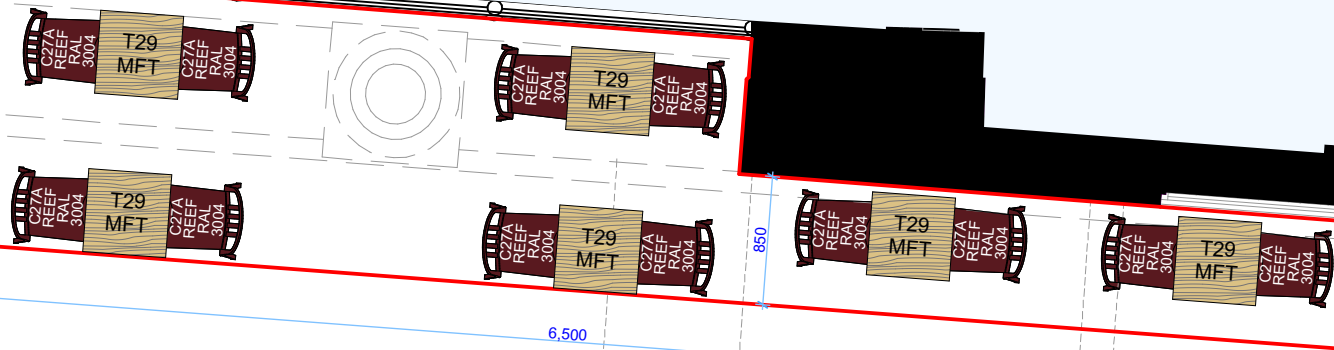 C27A
REEF
RAL
3004
T29
MFT
C27A
REEF
RAL
3004
C27A
REEF
RAL
3004
T29
MFT
C27A
REEF
RAL
3004
C27A
REEF
RAL
3004
T29
MFT
C27A
REEF
RAL
3004
C27A
REEF
RAL
3004
T29
MFT
C27A
REEF
RAL
3004
850
C27A
REEF
RAL
3004
T29
MFT
C27A
REEF
RAL
3004
C27A
REEF
RAL
3004
T29
MFT
C27A
REEF
RAL
3004
6,500